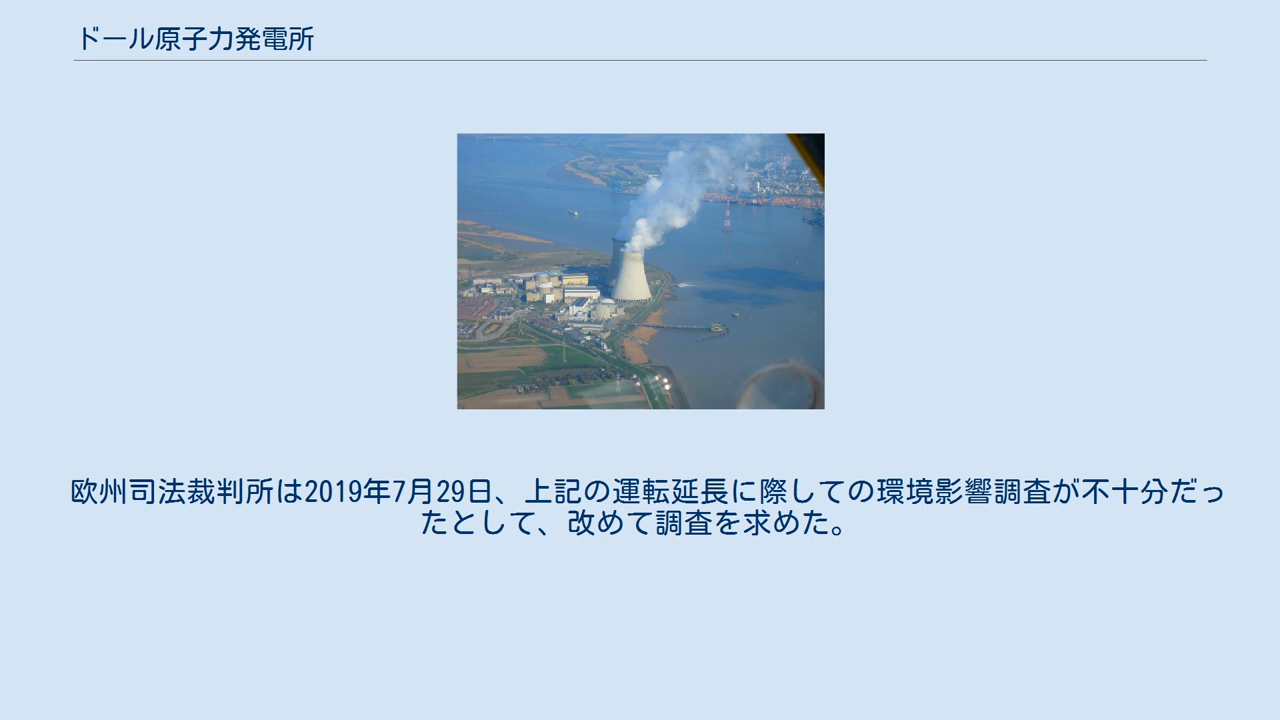 ドール原子力発電所
欧州司法裁判所は2019年7月29日、上記の運転延長に際しての環境影響調査が不十分だっ
たとして、改めて調査を求めた。